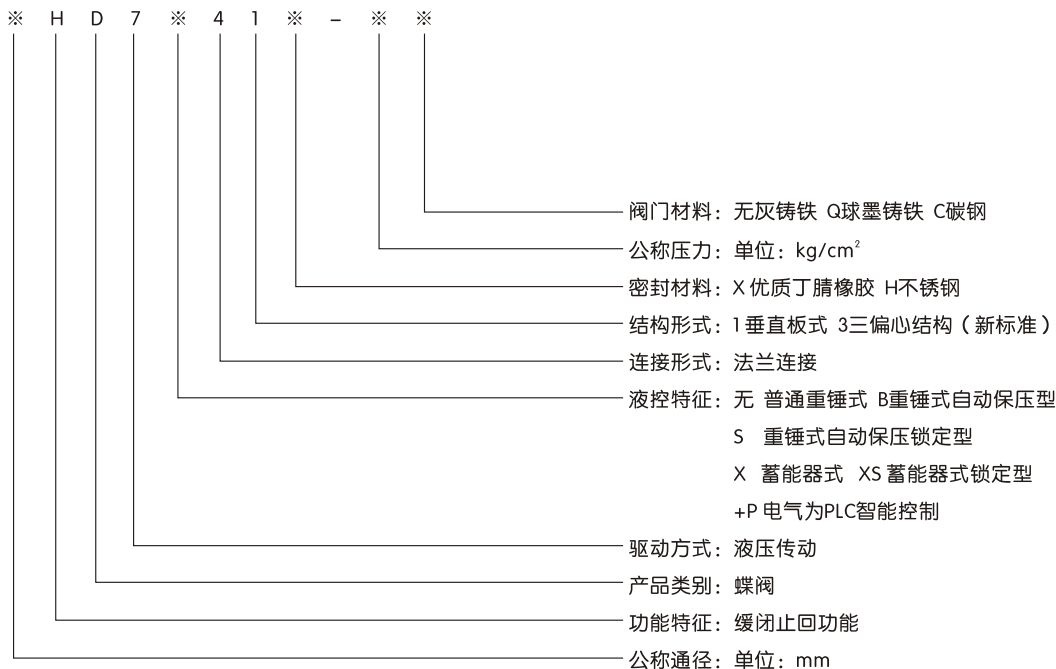 ※ H D 7 ※ 4 1 ※ - ※ ※
阀门材料：无灰铸铁 Q球墨铸铁 C碳钢
公称压力：单位：kg/cm²
密封材料：X 优质丁腈橡胶 H不锈钢
结构形式：1垂直板式 3三偏心结构（新标准）
连接形式：法兰连接
液控特征：无 普通重锤式 B重锤式自动保压型
S 重锤式自动保压锁定型
X 蓄能器式 XS 蓄能器式锁定型
+P 电气为PLC智能控制
驱动方式：液压传动
产品类别：蝶阀
功能特征：缓闭止回功能
公称通径：单位：mm